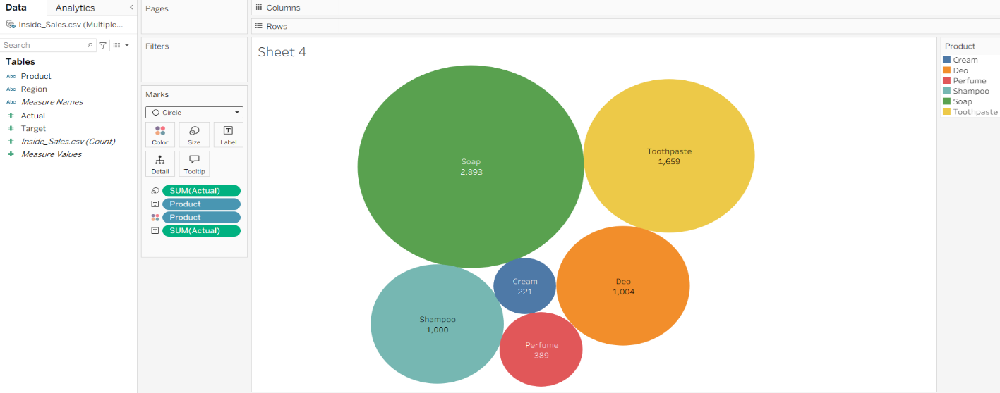 Data
Analytics
Inside_Sales.csv (Multiple...
Search
Tables
Abc Product
Abc Region
Abc Measure Names
# Actual
# Target
# Inside_Sales.csv (Count)
# Measure Values
Pages
Filters
Marks
Circle
Color
Size
T
Label
Detail
Tooltip
SUM(Actual)
T Product
Product
T SUM(Actual)
Columns
Rows
Sheet 4
Soap
2,893
Toothpaste
1,659
Cream
221
Deo
1,004
Shampoo
1,000
Perfume
389
Product
Cream
Deo
Perfume
Shampoo
Soap
Toothpaste